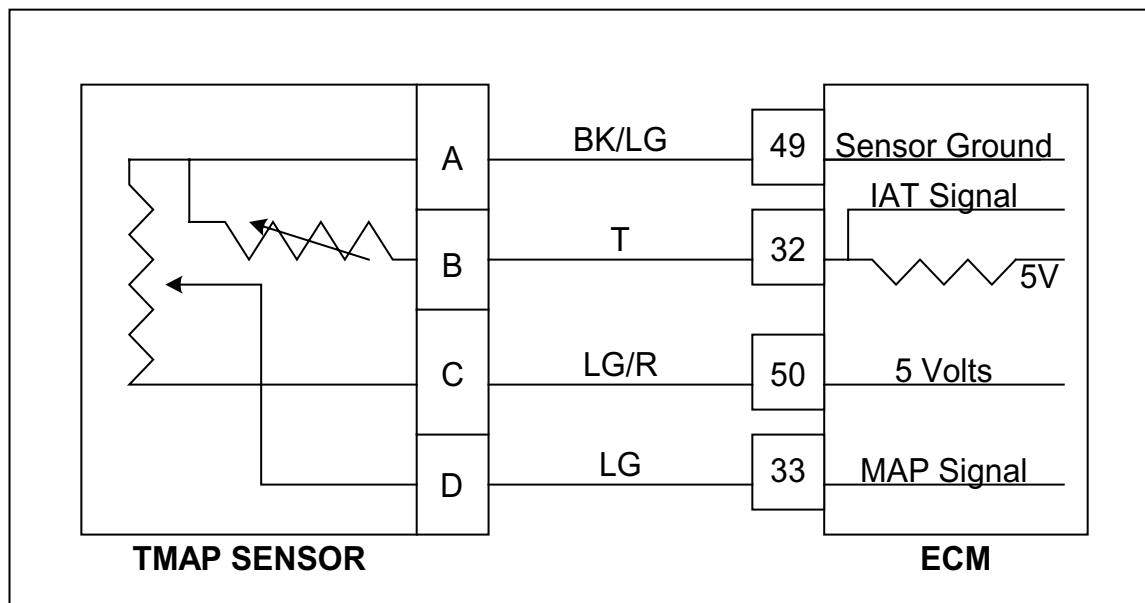 A BK/LG 49 Sensor Ground
IAT Signal
B T 32
5V
C LG/R 50 5 Volts
D LG 33 MAP Signal
TMAP SENSOR ECM